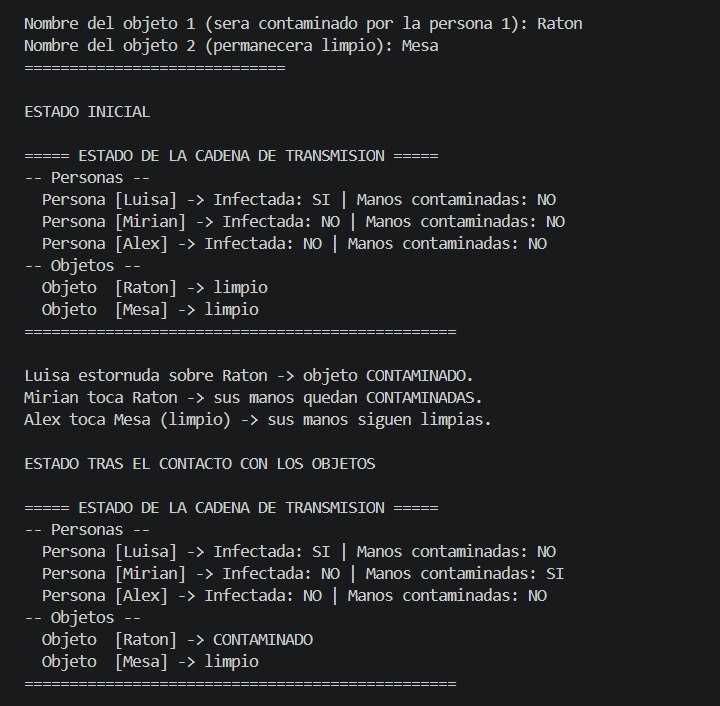 Nombre del objeto 1 (sera contaminado por la persona 1): Raton
Nombre del objeto 2 (permanecera limpio): Mesa
=============================
ESTADO INICIAL
===== ESTADO DE LA CADENA DE TRANSMISION =====
-- Personas --
  Persona [Luisa] -> Infectada: SI | Manos contaminadas: NO
  Persona [Mirian] -> Infectada: NO | Manos contaminadas: NO
  Persona [Alex] -> Infectada: NO | Manos contaminadas: NO
-- Objetos --
  Objeto  [Raton] -> limpio
  Objeto  [Mesa] -> limpio
================================================
Luisa estornuda sobre Raton -> objeto CONTAMINADO.
Mirian toca Raton -> sus manos quedan CONTAMINADAS.
Alex toca Mesa (limpio) -> sus manos siguen limpias.
ESTADO TRAS EL CONTACTO CON LOS OBJETOS
===== ESTADO DE LA CADENA DE TRANSMISION =====
-- Personas --
  Persona [Luisa] -> Infectada: SI | Manos contaminadas: NO
  Persona [Mirian] -> Infectada: NO | Manos contaminadas: SI
  Persona [Alex] -> Infectada: NO | Manos contaminadas: NO
-- Objetos --
  Objeto  [Raton] -> CONTAMINADO
  Objeto  [Mesa] -> limpio
================================================